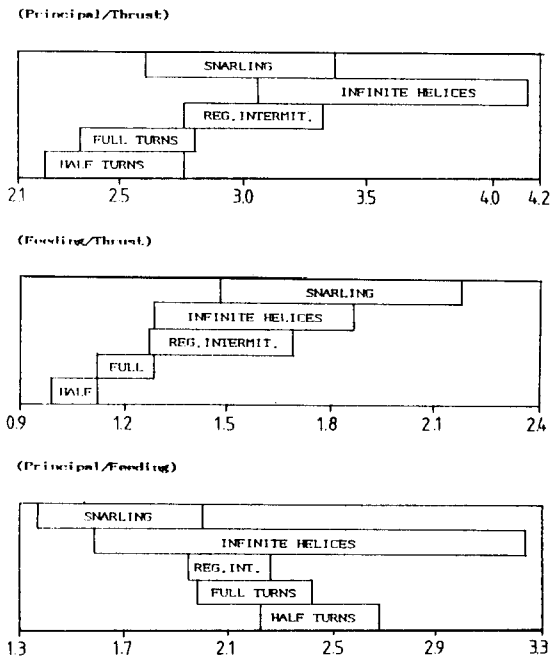 (Principal/Thrust)
SNARLING
INFINITE HELICES
REG.INTERMIT.
FULL TURNS
HALF TURNS
2.1 2.5 3.0 3.5 4.0 4.2
(Feeding/Thrust)
SNARLING
INFINITE HELICES
REG.INTERMIT.
FULL
HALF
0.9 1.2 1.5 1.8 2.1 2.4
(Principal/Feeding)
SNARLING
INFINITE HELICES
REG.INT.
FULL TURNS
HALF TURNS
1.3 1.7 2.1 2.5 2.9 3.3